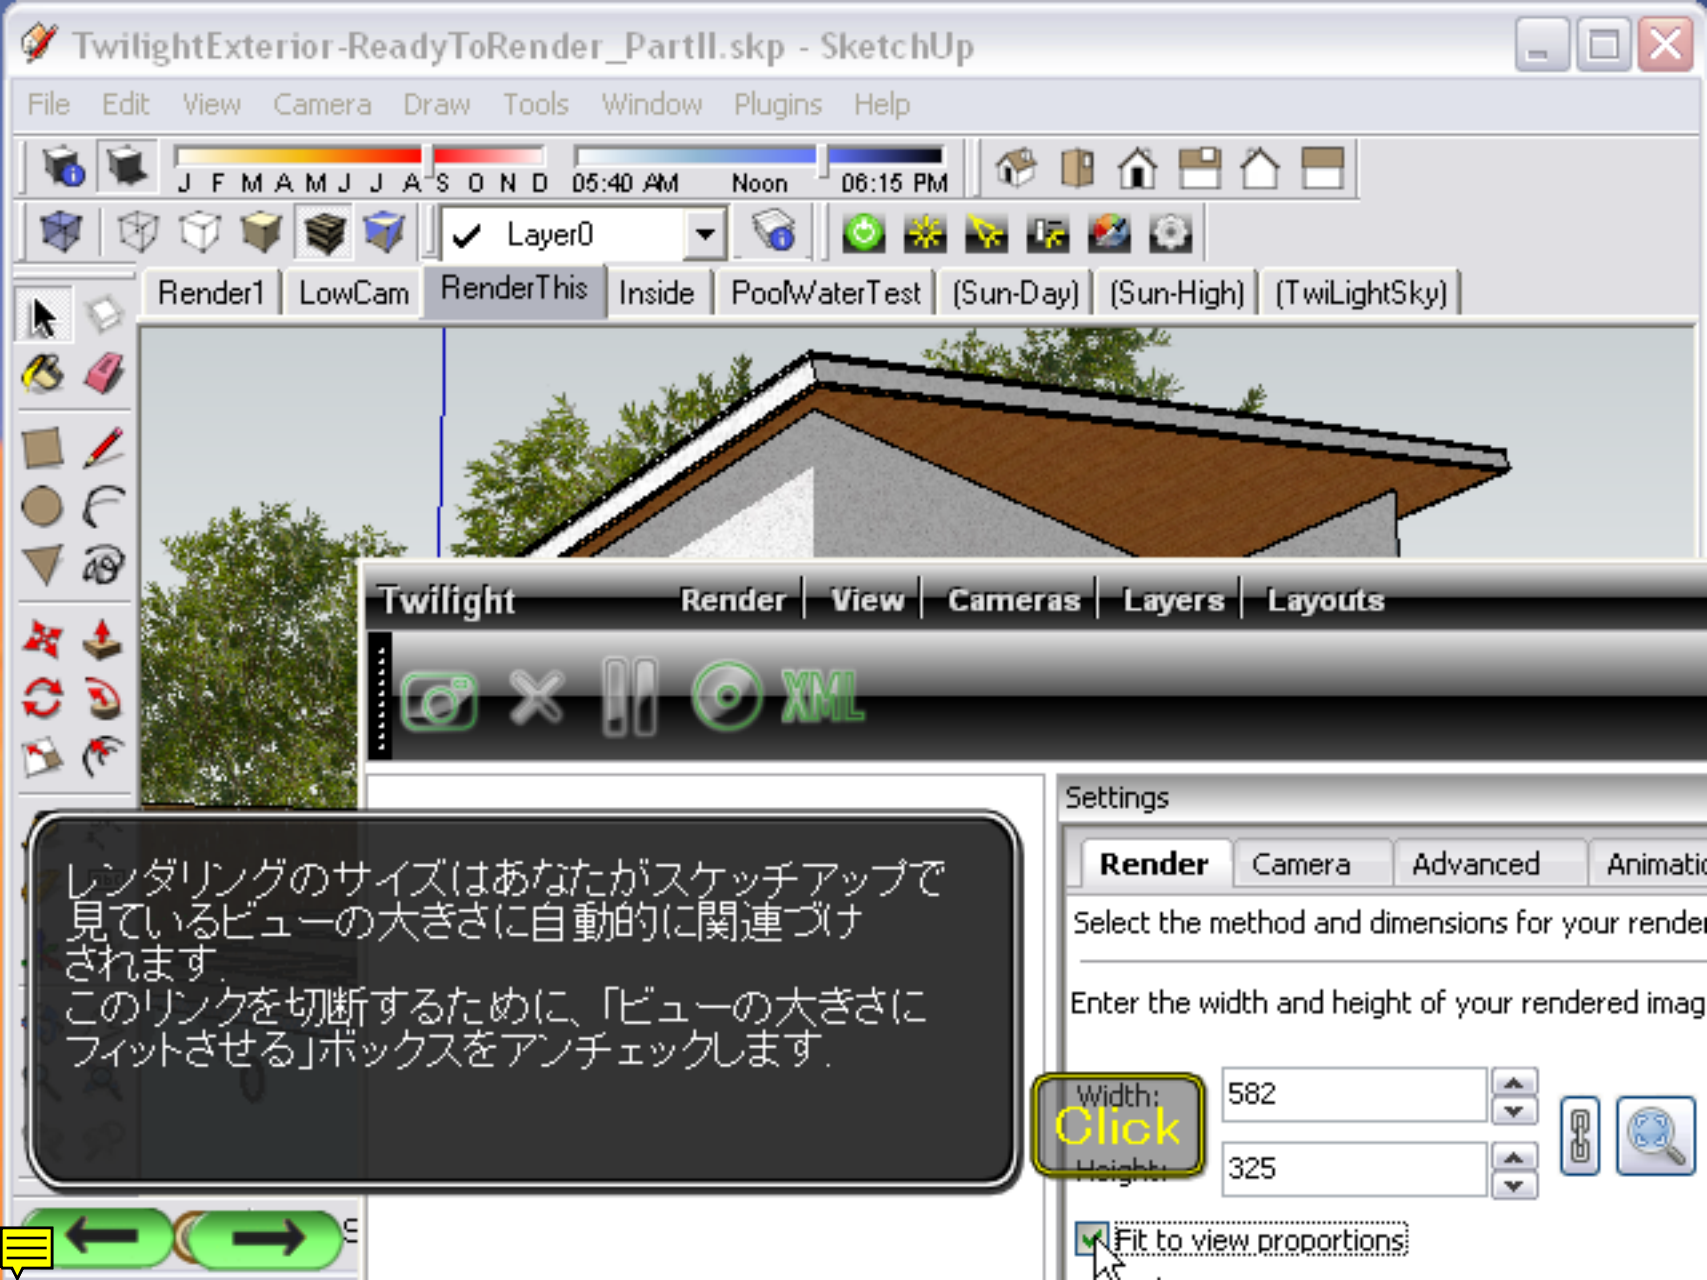 TwilightExterior-ReadyToRender_PartII.skp - SketchUp
File Edit View Camera Draw Tools Window Plugins Help
J F M A M J J A S O N D 05:40 AM Noon 06:15 PM
Layer0
Render1 LowCam RenderThis Inside PoolWaterTest (Sun-Day) (Sun-High) (TwiLightSky)
Twilight Render View Cameras Layers Layouts
XML
Settings
Render Camera Advanced
Select the method and dimensions for your
Enter the width and height of your rendered
レンダリングのサイズはあなたがスケッチアップで
見ているビューの大きさに自動的に関連づけ
されます.
このリンクを切断するために、「ビューの大きさに
フィットさせる」ボックスをアンチェックします.
Width: 582
Click
Height: 325
Fit to view proportions